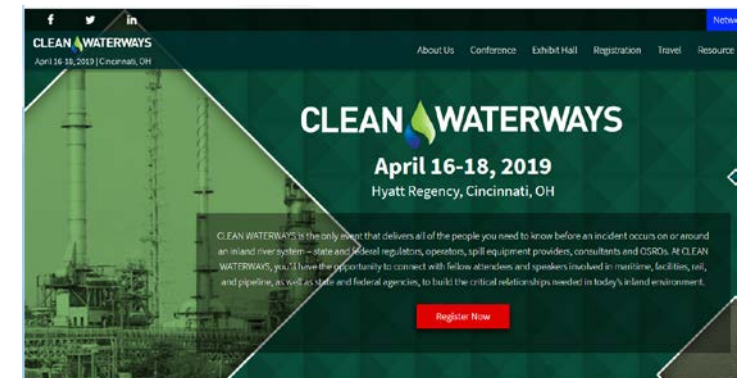 f in
Netw
CLEAN WATERWAYS
April 16-18, 2019 | Cincinnati, OH
About Us Conference Exhibit Hall Registration Travel Resource
CLEAN WATERWAYS
April 16-18, 2019
Hyatt Regency, Cincinnati, OH
CLEAN WATERWAYS is the only event that delivers all of the people you need to know before an incident occurs on or around
an inland river system – state and federal regulators, operators, spill equipment providers, consultants and OSROs. At CLEAN
WATERWAYS, you'll have the opportunity to connect with fellow attendees and speakers involved in maritime, facilities, rail,
and pipeline, as well as state and federal agencies, to build the critical relationships needed in today's inland environment.
Register Now